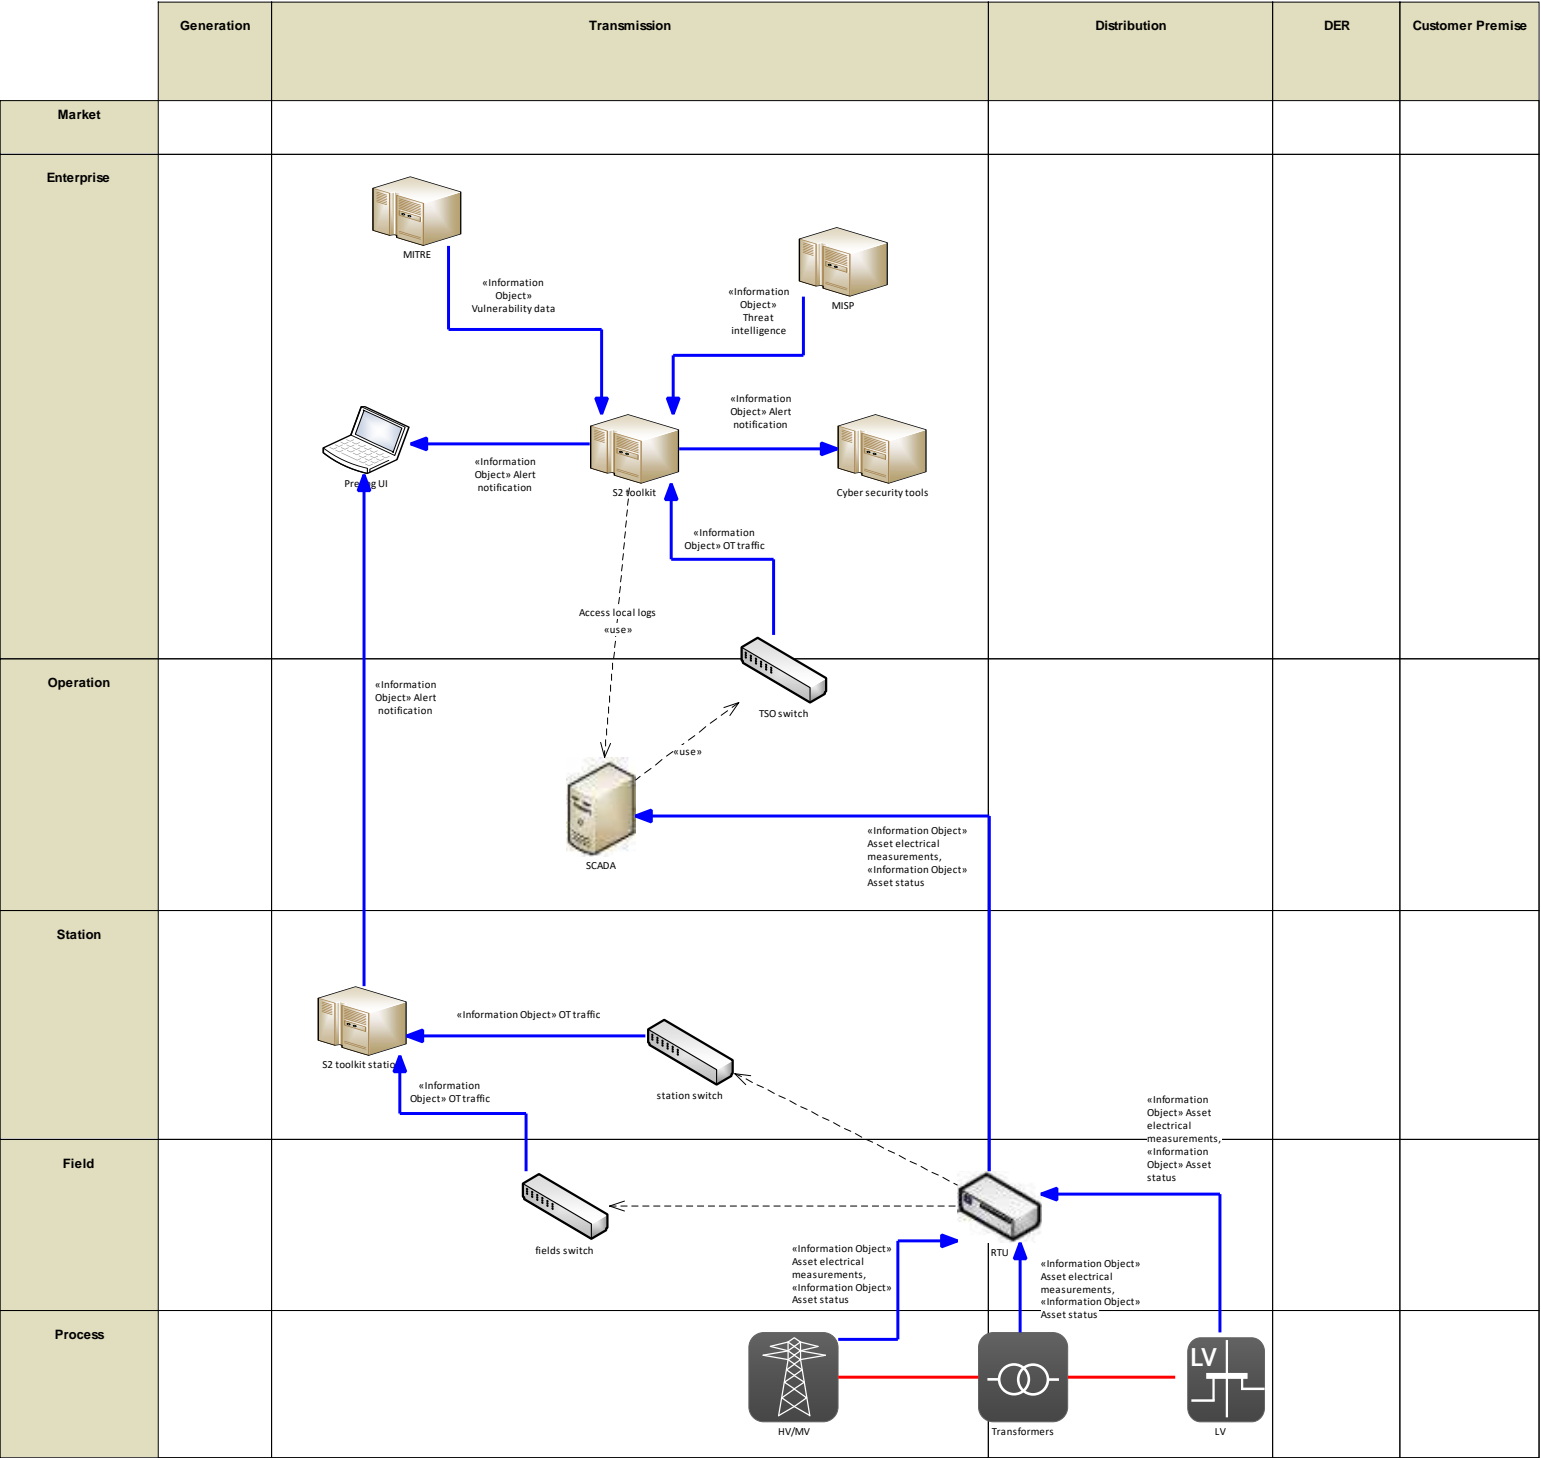 Generation
Transmission
Distribution
DER
Customer Premise
Market
Enterprise
MITRE
«Information
Object»
Vulnerability data
«Information
Object»
Threat
intelligence
MISP
«Information
Object» Alert
notification
«Information
Object» Alert
notification
UI
S2 toolkit
Cyber security tools
«Information
Object» OT traffic
Access local logs
«use»
Operation
«Information
Object» Alert
notification
TSO switch
«use»
SCADA
«Information Object»
Asset electrical
measurements,
«Information Object»
Asset status
Station
«Information Object» OT traffic
S2 toolkit station
«Information
Object» OT traffic
station switch
«Information
Object» Asset
electrical
measurements,
«Information
Object» Asset
status
Field
fields switch
RTU
«Information Object»
Asset electrical
measurements,
«Information Object»
Asset status
«Information Object»
Asset electrical
measurements,
«Information Object»
Asset status
Process
LV
HV/MV
Transformers
LV